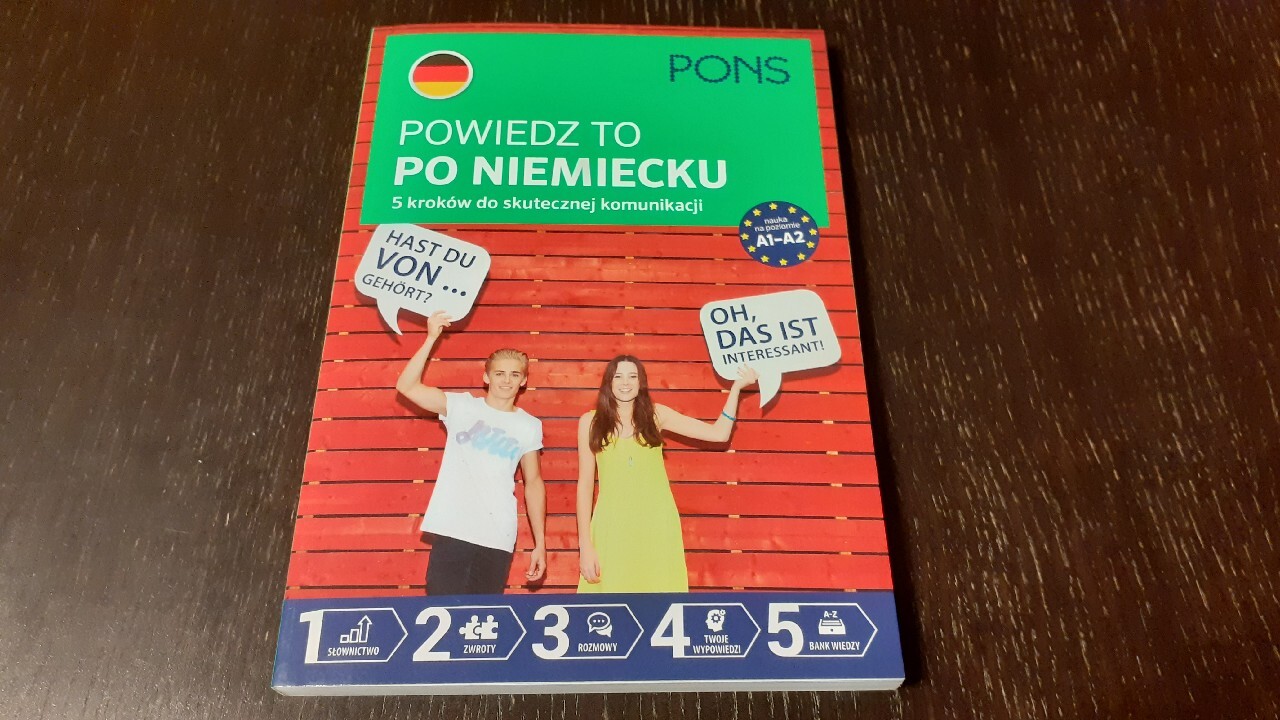 PONS
POWIEDZ TO
PO NIEMIECKU
5 kroków do skutecznej komunikacji
nauka
na poziomie
A1–A2
HAST DU
VON ...
GEHÖRT?
OH,
DAS IST
INTERESSANT!
1 SŁOWNICTWO
2 ZWROTY
3 ROZMOWY
4 TWOJE
WYPOWIEDZI
5 A-Z
BANK WIEDZY